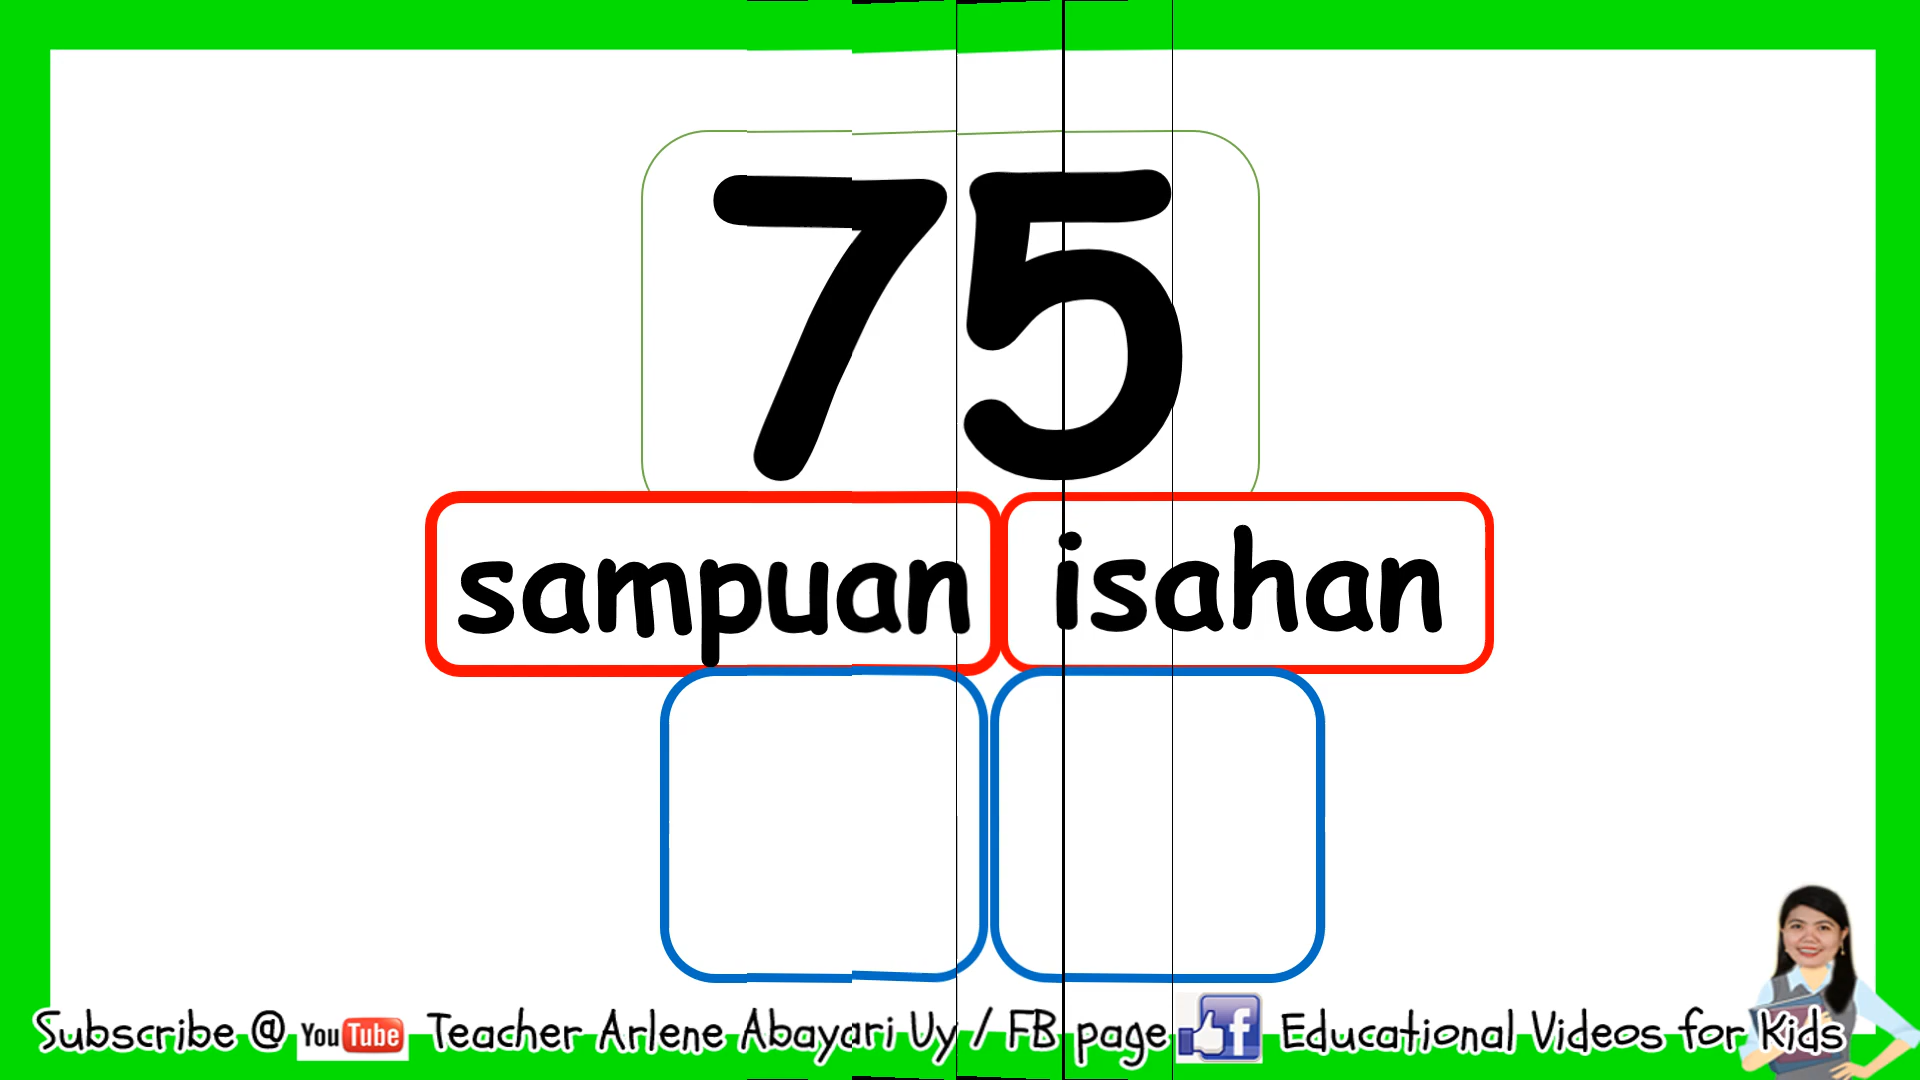 75
sampuan isahan
Subscribe @ YouTube Teacher Arlene Abayari Uy / FB page f Educational Videos for Kids